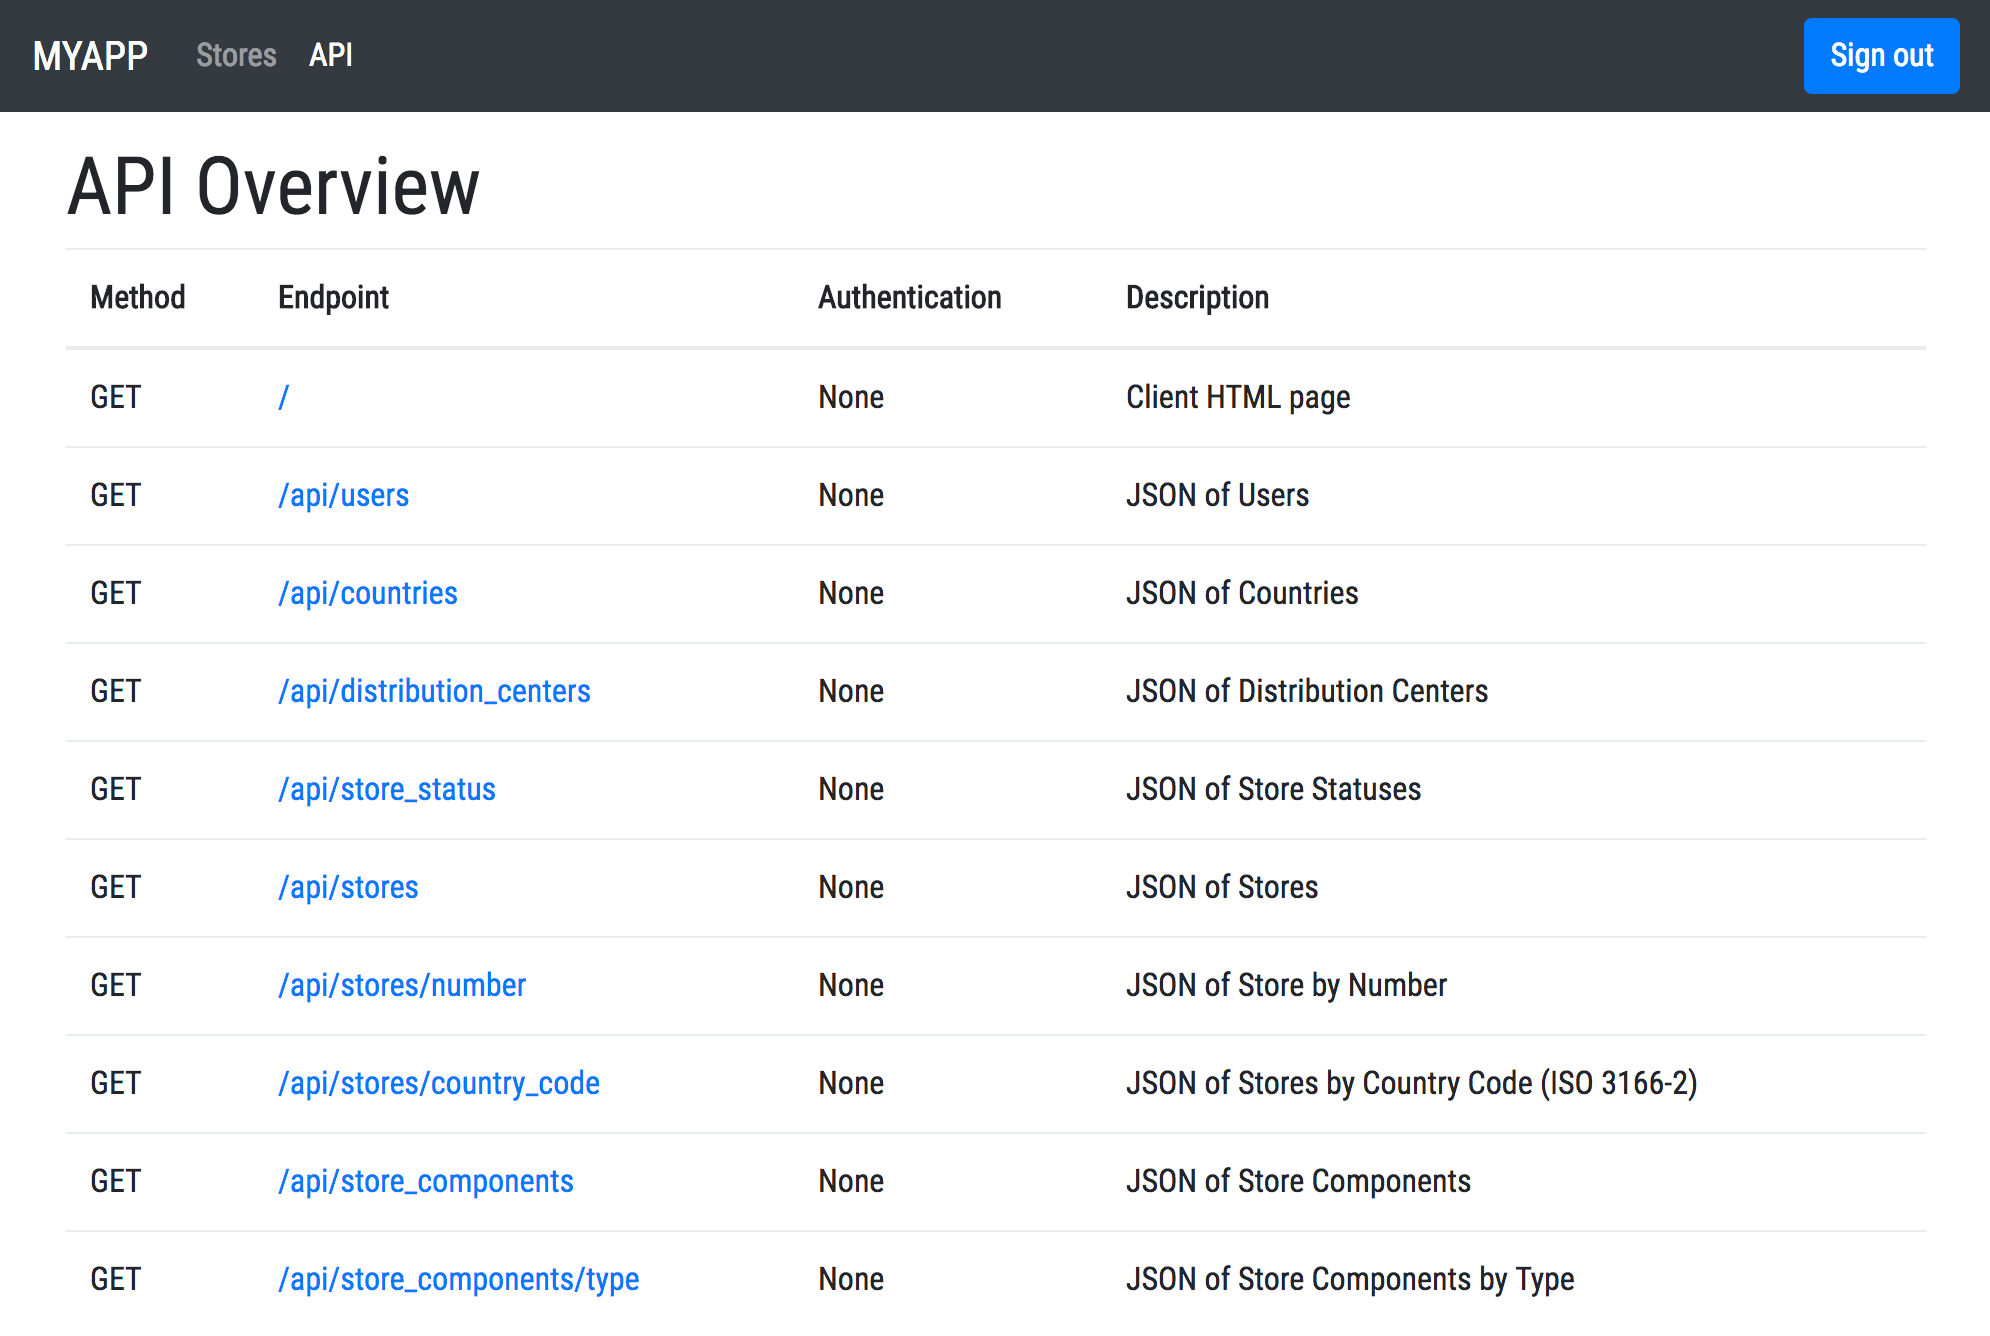 MYAPP Stores API Sign out
API Overview
Method Endpoint Authentication Description
GET / None Client HTML page
GET /api/users None JSON of Users
GET /api/countries None JSON of Countries
GET /api/distribution_centers None JSON of Distribution Centers
GET /api/store_status None JSON of Store Statuses
GET /api/stores None JSON of Stores
GET /api/stores/number None JSON of Store by Number
GET /api/stores/country_code None JSON of Stores by Country Code (ISO 3166-2)
GET /api/store_components None JSON of Store Components
GET /api/store_components/type None JSON of Store Components by Type